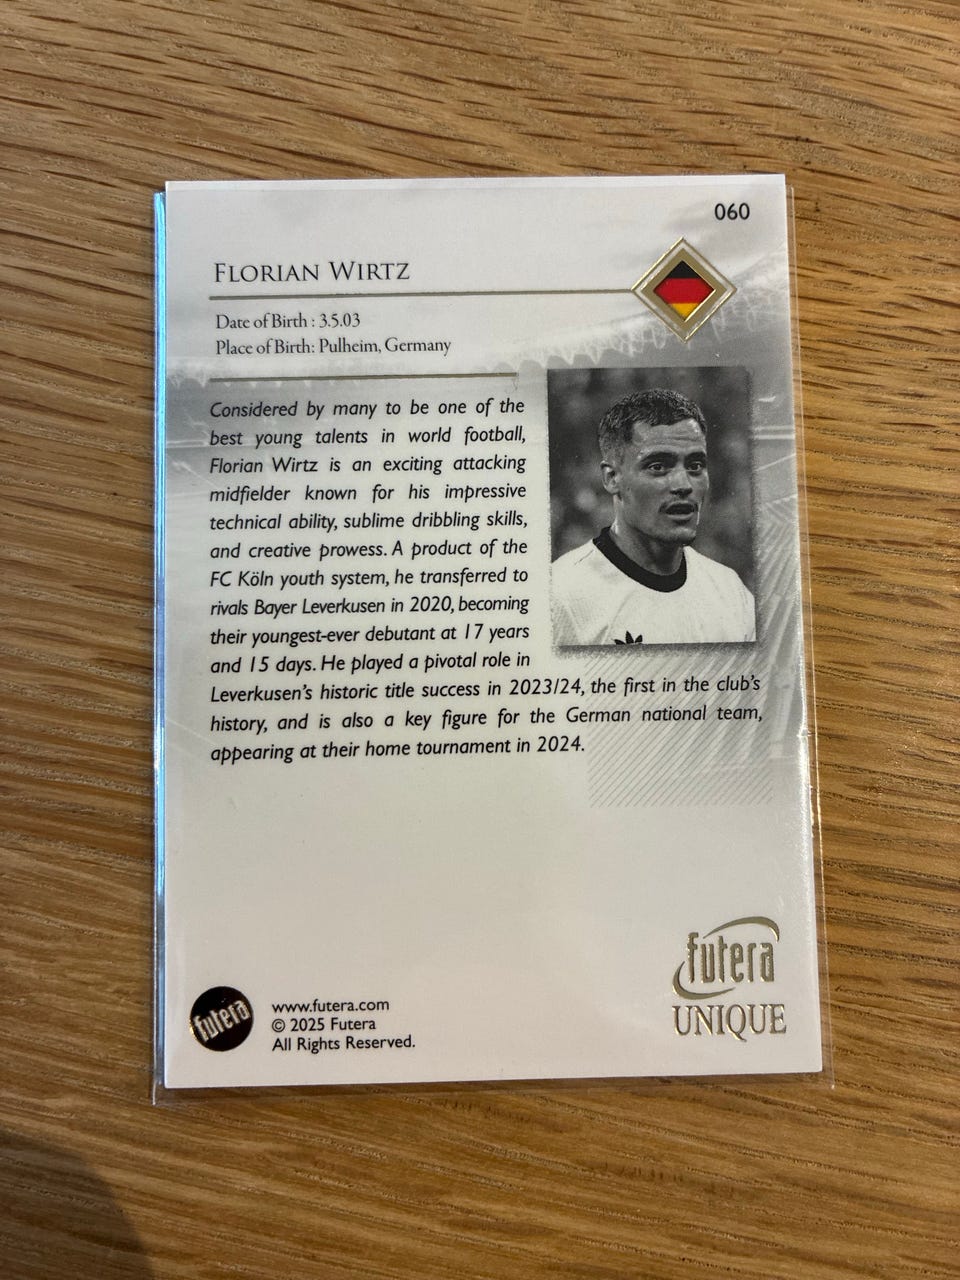 060
FLORIAN WIRTZ
Date of Birth : 3.5.03
Place of Birth: Pulheim, Germany
Considered by many to be one of the
best young talents in world football,
Florian Wirtz is an exciting attacking
midfielder known for his impressive
technical ability, sublime dribbling skills,
and creative prowess. A product of the
FC Köln youth system, he transferred to
rivals Bayer Leverkusen in 2020, becoming
their youngest-ever debutant at 17 years
and 15 days. He played a pivotal role in
Leverkusen's historic title success in 2023/24, the first in the club's
history, and is also a key figure for the German national team,
appearing at their home tournament in 2024.
futera
UNIQUE
futera
www.futera.com
© 2025 Futera
All Rights Reserved.